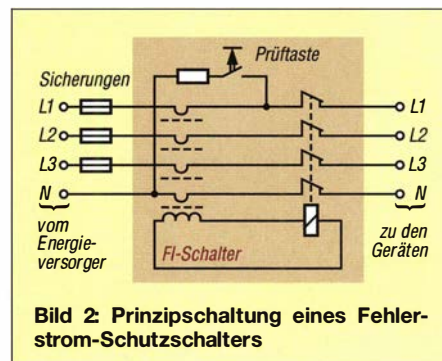 Prüftaste
Sicherungen
L1 L1
L2 L2
L3 L3
N N
vom
Energie-
versorger
zu den
Geräten
FI-Schalter
Bild 2: Prinzipschaltung eines Fehler-
strom-Schutzschalters